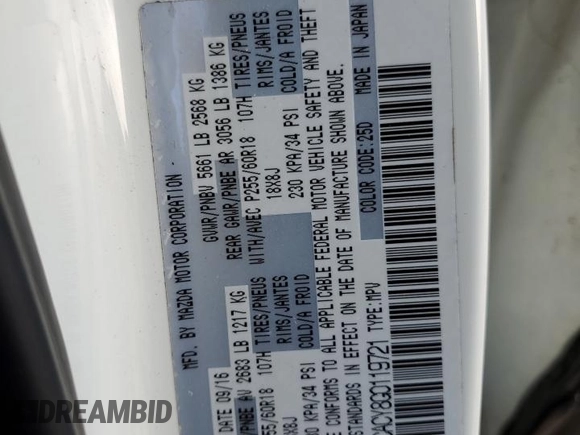 MFD. BY MAZDA MOTOR CORPORATION
DATE 09/16 GVWR/PNBV 5661 LB 2568 KG
PNBE AV 2683 LB 1217 KG REAR GAWR/PNBE AR 3056 LB 1386 KG
255/60R18 107H TIRES/PNEUS WITH/AVEC P255/60R18 107H TIRES/PNEUS
RIMS/JANTES 18X8J RIMS/JANTES
KPA/34 PSI COLD/A FROID 230 KPA/34 PSI COLD/A FROID
CONFORMS TO ALL APPLICABLE FEDERAL MOTOR VEHICLE SAFETY AND THEFT
STANDARDS IN EFFECT ON THE DATE OF MANUFACTURE SHOWN ABOVE.
TYPE:MPV COLOR CODE:25D MADE IN JAPAN
IDREAMBID